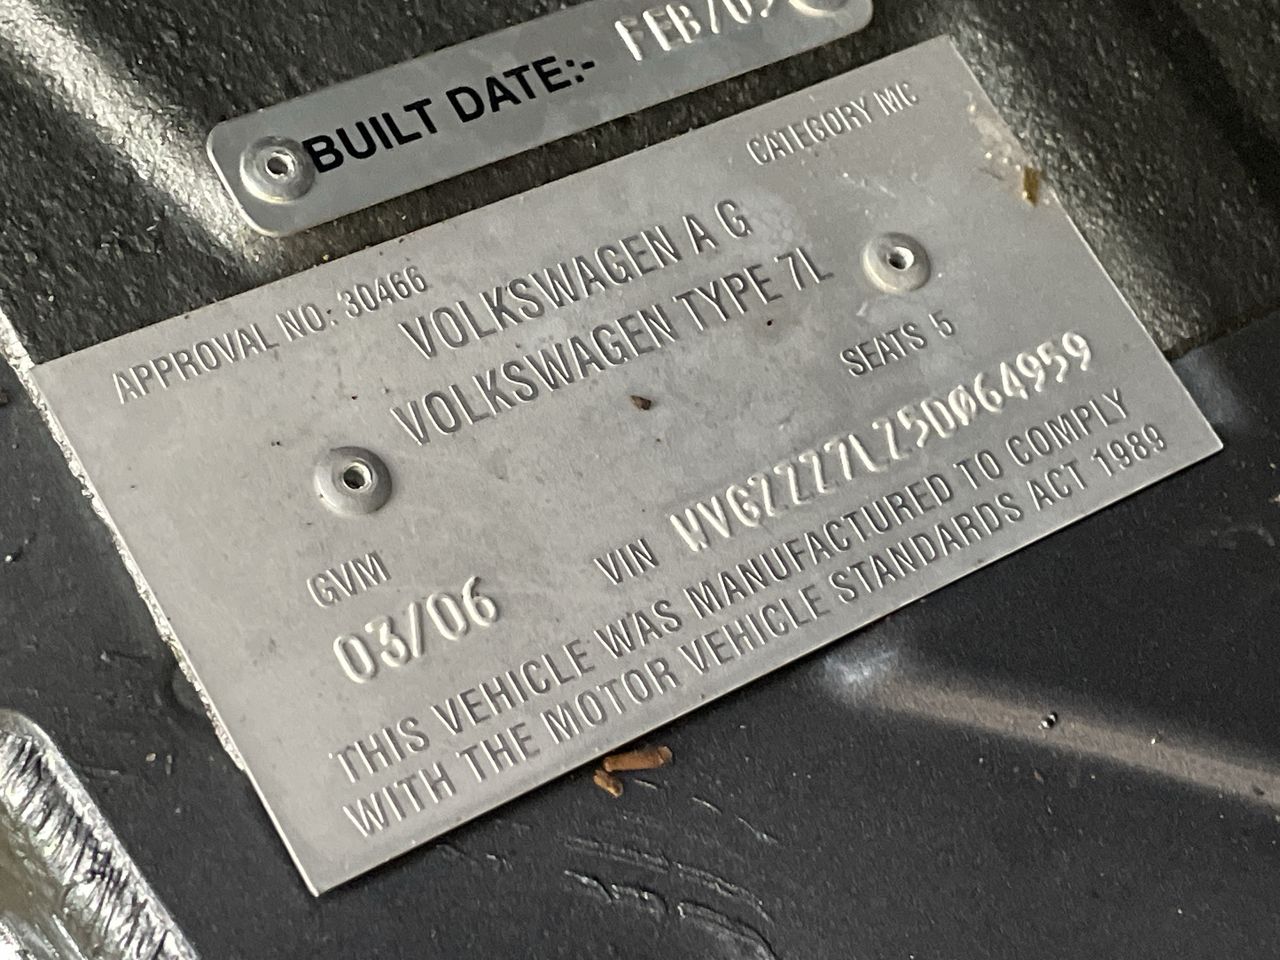 BUILT DATE:- FEB/05
CATEGORY MC
APPROVAL NO: 30466
VOLKSWAGEN A G
VOLKSWAGEN TYPE 7L
SEATS 5
GVM
03/06
VIN WVGZZZ7LZ5D064959
THIS VEHICLE WAS MANUFACTURED TO COMPLY
WITH THE MOTOR VEHICLE STANDARDS ACT 1989